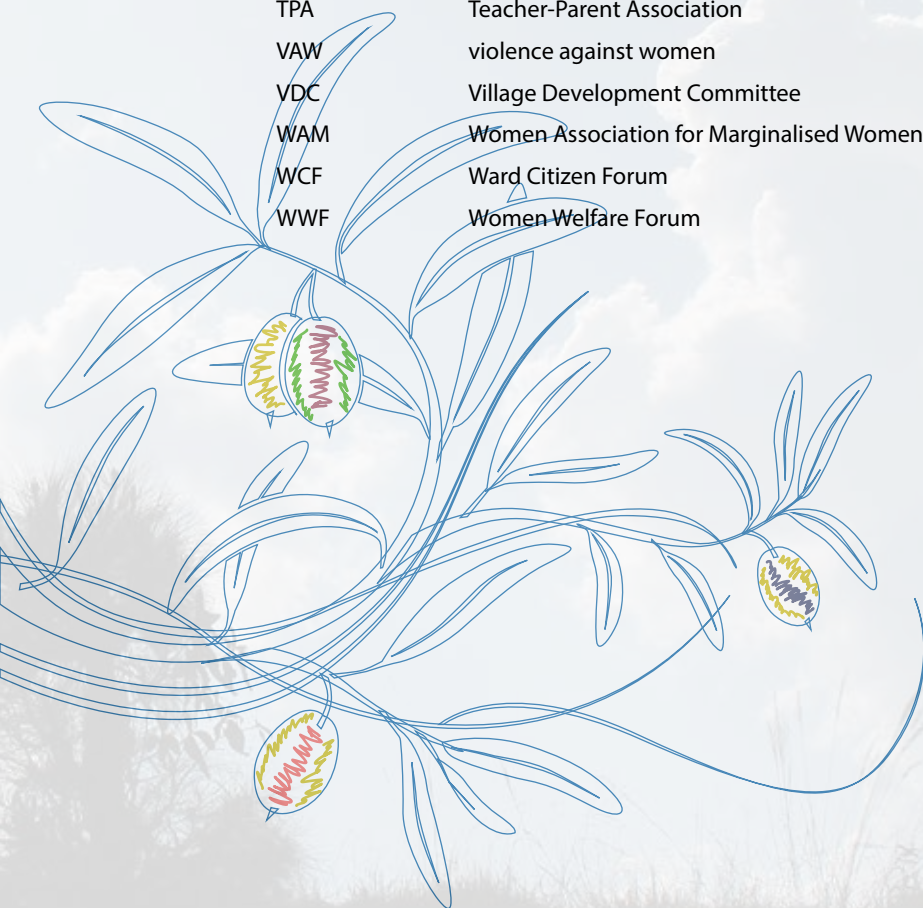 TPA Teacher-Parent Association
VAW violence against women
VDC Village Development Committee
WAM Women Association for Marginalised Women
WCF Ward Citizen Forum
WWF Women Welfare Forum